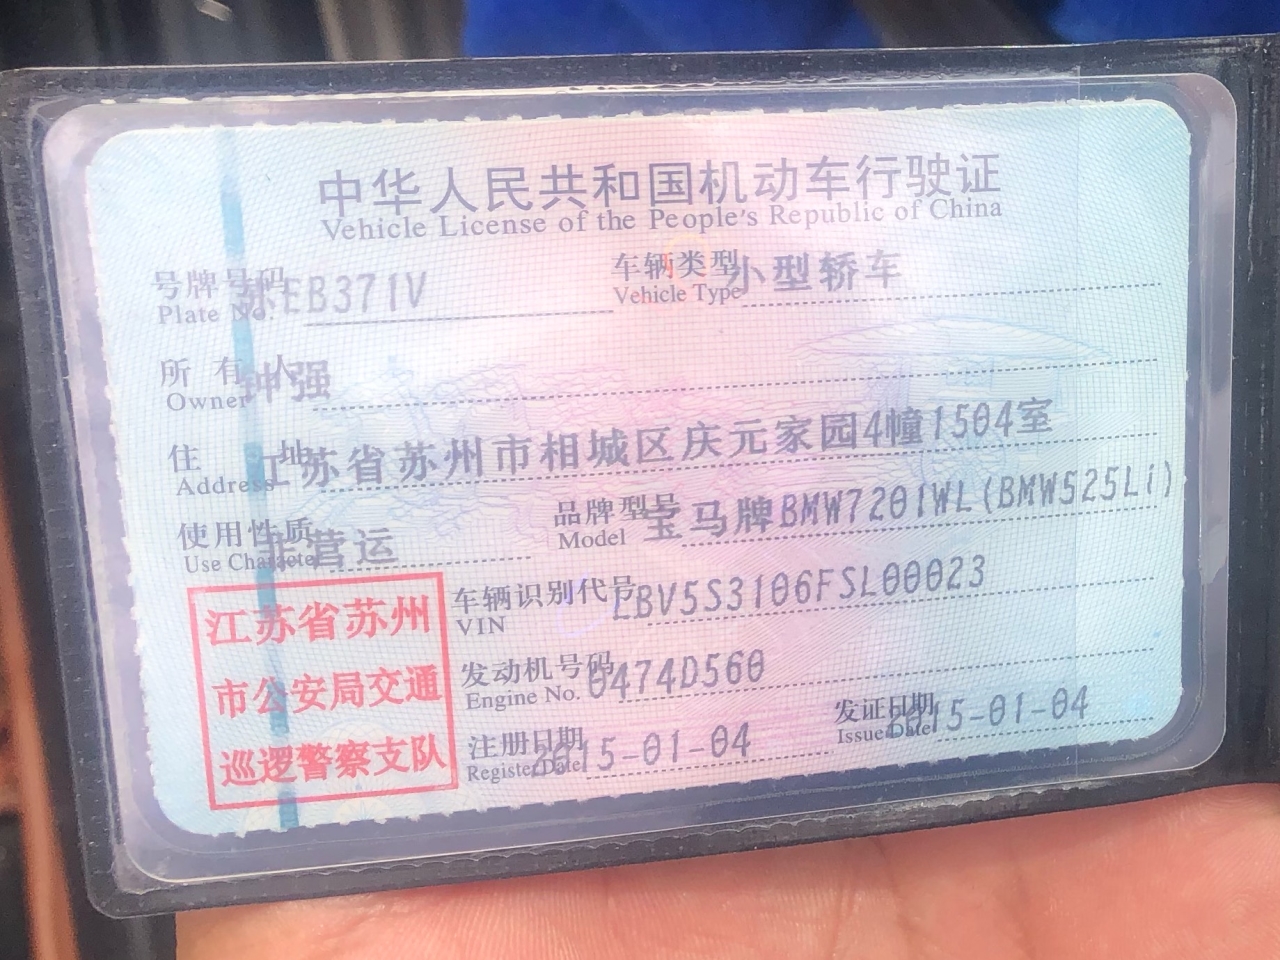 中华人民共和国机动车行驶证
Vehicle License of the People's Republic of China
号牌号码 苏EB371V 车辆类型 小型轿车
Plate No. Vehicle Type
所有人 钟强
Owner
住址 江苏省苏州市相城区庆元家园4幢1504室
Address
使用性质 非营运 品牌型号 宝马牌BMW7201WL(BMW525Li)
Use Character Model
江苏省苏州
市公安局交通
巡逻警察支队
车辆识别代号 LBV5S3106FSL00023
VIN
发动机号码 0474D560
Engine No.
注册日期 2015-01-04 发证日期 2015-01-04
Register Date Issue Date